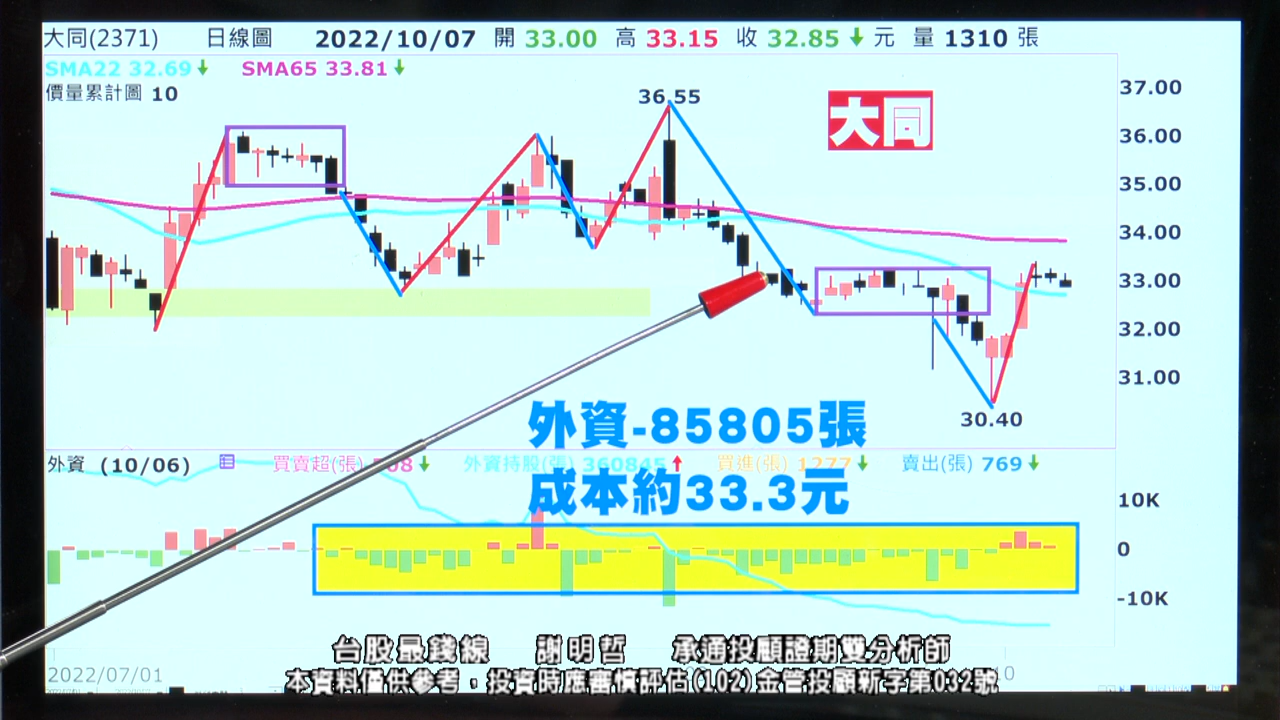 大同(2371) 日線圖 2022/10/07 開 33.00 高 33.15 收 32.85 元 量 1310 張
SMA22 32.69 SMA65 33.81
價量累計圖 10
36.55
大同
37.00
36.00
35.00
34.00
33.00
32.00
31.00
30.40
外資-85805張
成本約33.3元
外資 (10/06) 買賣超(張) 外資持股(張) 360845 買進(張) 1277 賣出(張) 769
10K
0
-10K
台股最錢線 謝明哲 承通投顧證期雙分析師
2022/07/01 10
本資料僅供參考，投資時應審慎評估(102)金管投顧新字第032號